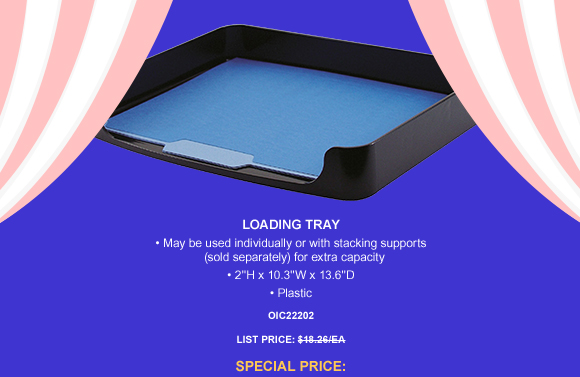 LOADING TRAY
• May be used individually or with stacking supports
(sold separately) for extra capacity
• 2"H x 10.3"W x 13.6"D
• Plastic
OIC22202
LIST PRICE: $18.26/EA
SPECIAL PRICE: